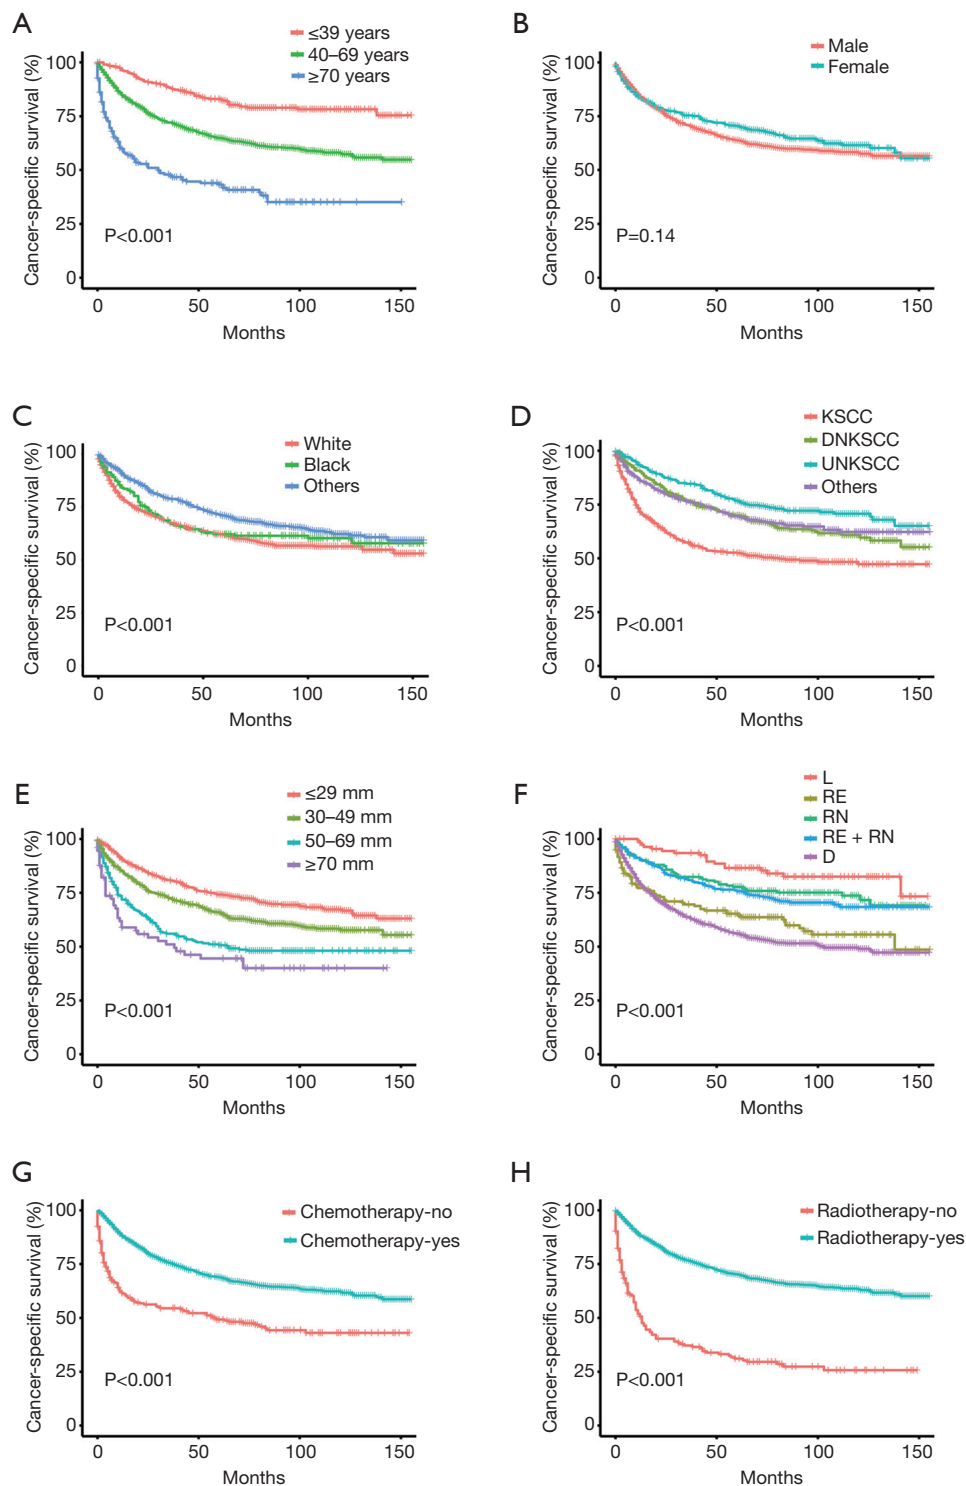 A
≤39 years
40–69 years
≥70 years
Cancer-specific survival (%)
100
75
50
25
0
P<0.001
0 50 100 150
Months
B
Male
Female
Cancer-specific survival (%)
100
75
50
25
0
P=0.14
0 50 100 150
Months
C
White
Black
Others
Cancer-specific survival (%)
100
75
50
25
0
P<0.001
0 50 100 150
Months
D
KSCC
DNKSCC
UNKSCC
Others
Cancer-specific survival (%)
100
75
50
25
0
P<0.001
0 50 100 150
Months
E
≤29 mm
30–49 mm
50–69 mm
≥70 mm
Cancer-specific survival (%)
100
75
50
25
0
P<0.001
0 50 100 150
Months
F
L
RE
RN
RE + RN
D
Cancer-specific survival (%)
100
75
50
25
0
P<0.001
0 50 100 150
Months
G
Chemotherapy-no
Chemotherapy-yes
Cancer-specific survival (%)
100
75
50
25
0
P<0.001
0 50 100 150
Months
H
Radiotherapy-no
Radiotherapy-yes
Cancer-specific survival (%)
100
75
50
25
0
P<0.001
0 50 100 150
Months